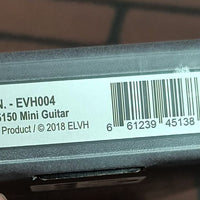 N. - EVH004
5150 Mini Guitar
Product / © 2018 ELVH
6 61239 45138